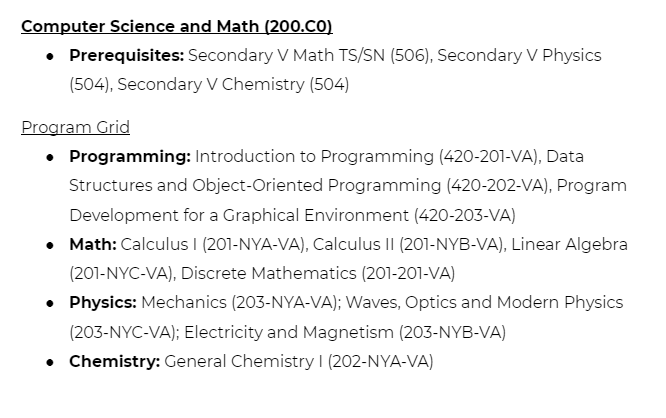 Computer Science and Math (200.C0)
• Prerequisites: Secondary V Math TS/SN (506), Secondary V Physics
(504), Secondary V Chemistry (504)
Program Grid
• Programming: Introduction to Programming (420-201-VA), Data
Structures and Object-Oriented Programming (420-202-VA), Program
Development for a Graphical Environment (420-203-VA)
• Math: Calculus I (201-NYA-VA), Calculus II (201-NYB-VA), Linear Algebra
(201-NYC-VA), Discrete Mathematics (201-201-VA)
• Physics: Mechanics (203-NYA-VA); Waves, Optics and Modern Physics
(203-NYC-VA); Electricity and Magnetism (203-NYB-VA)
• Chemistry: General Chemistry I (202-NYA-VA)